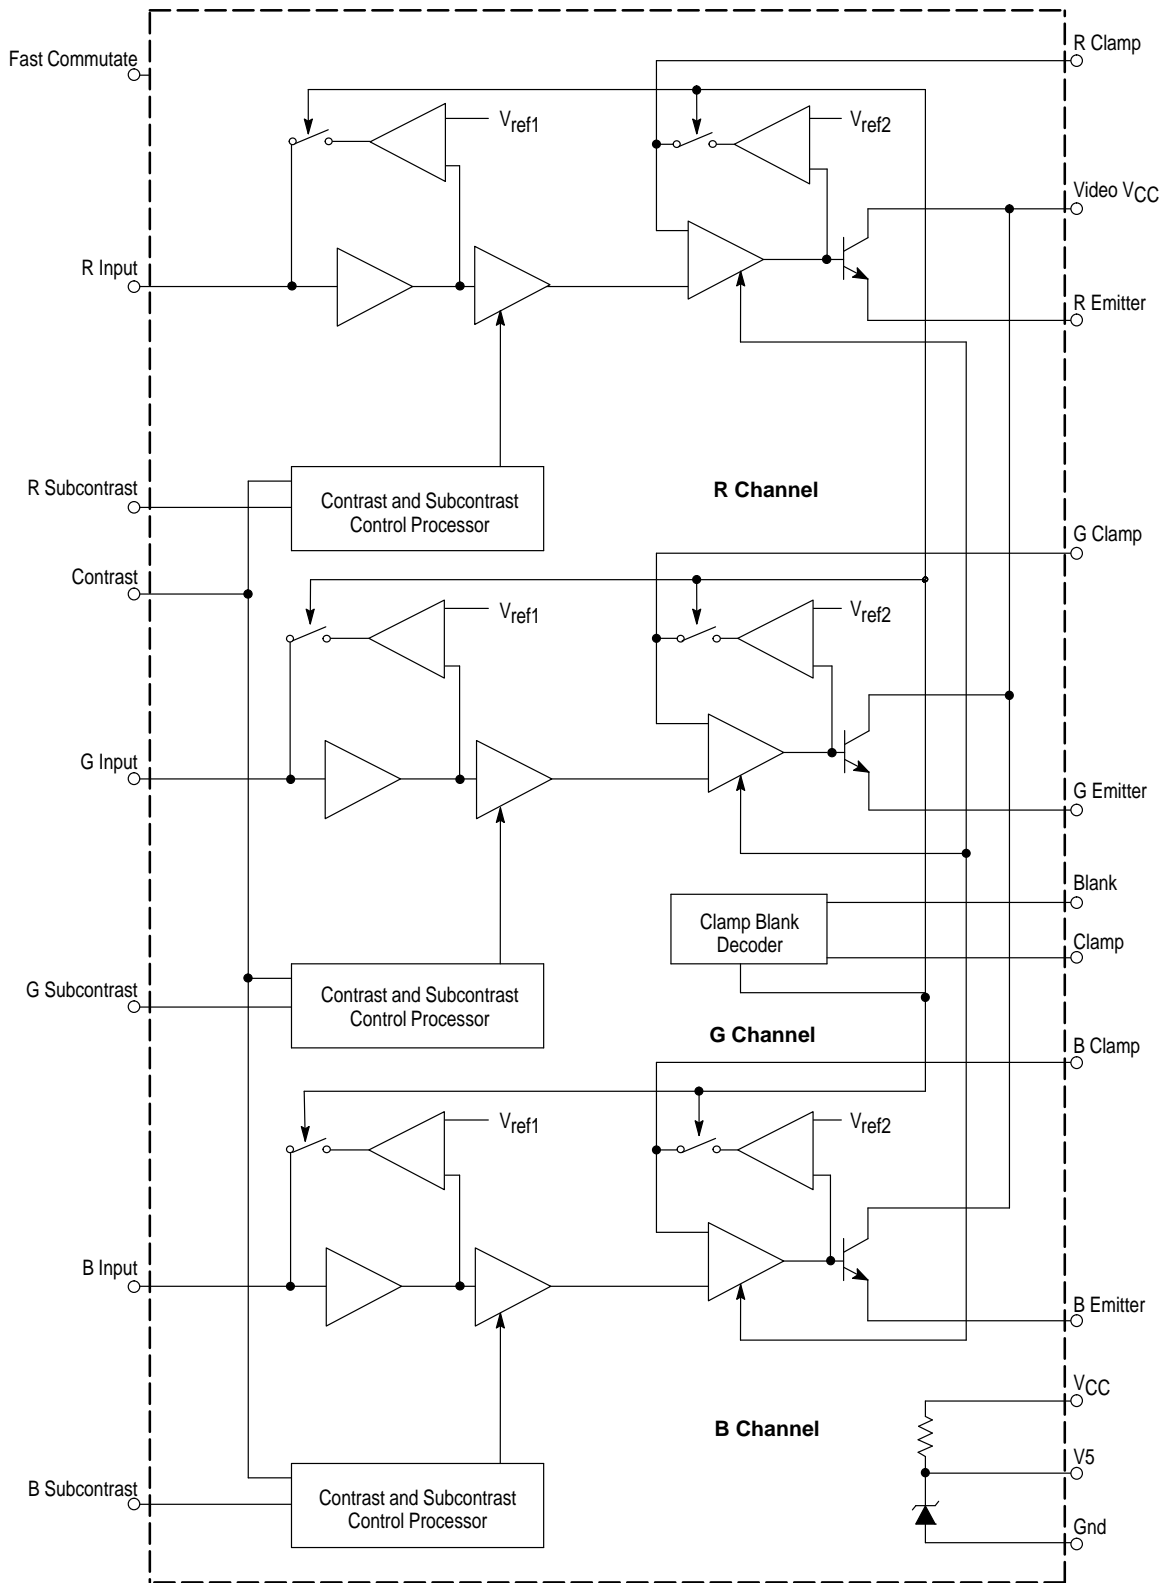 Fast Commutate
R Clamp
Vref1
Vref2
Video VCC
R Input
R Emitter
R Subcontrast
Contrast and Subcontrast
Control Processor
R Channel
G Clamp
Contrast
Vref1
Vref2
G Input
G Emitter
Blank
Clamp Blank
Decoder
Clamp
G Subcontrast
Contrast and Subcontrast
Control Processor
G Channel
B Clamp
Vref1
Vref2
B Input
B Emitter
VCC
B Channel
V5
B Subcontrast
Contrast and Subcontrast
Control Processor
Gnd